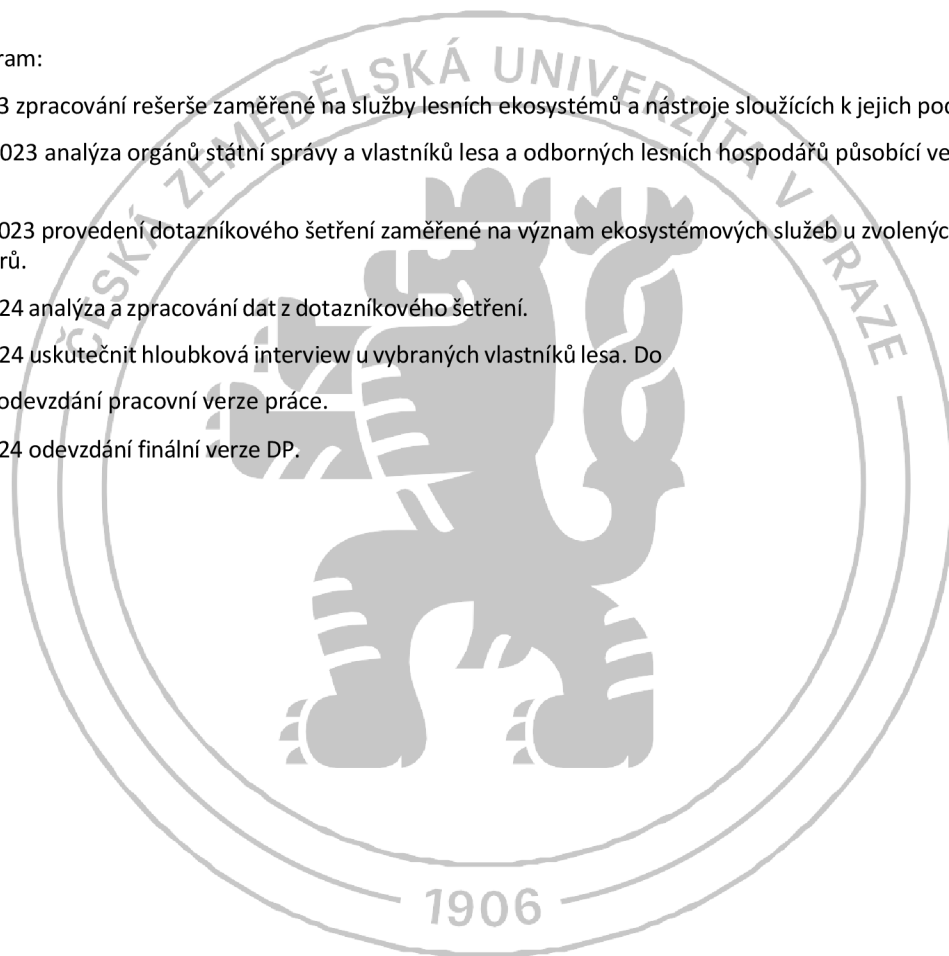 ram:
3 zpracování rešerše zaměřené na služby lesních ekosystémů a nástroje sloužících k jejich pod
023 analýza orgánů státní správy a vlastníků lesa a odborných lesních hospodářů působící ve
023 provedení dotazníkového šetření zaměřené na význam ekosystémových služeb u zvolených
rů.
24 analýza a zpracování dat z dotazníkového šetření.
24 uskutečnit hloubková interview u vybraných vlastníků lesa. Do
odevzdání pracovní verze práce.
24 odevzdání finální verze DP.
ČESKÁ ZEMĚDĚLSKÁ UNIVERZITA V PRAZE
1906